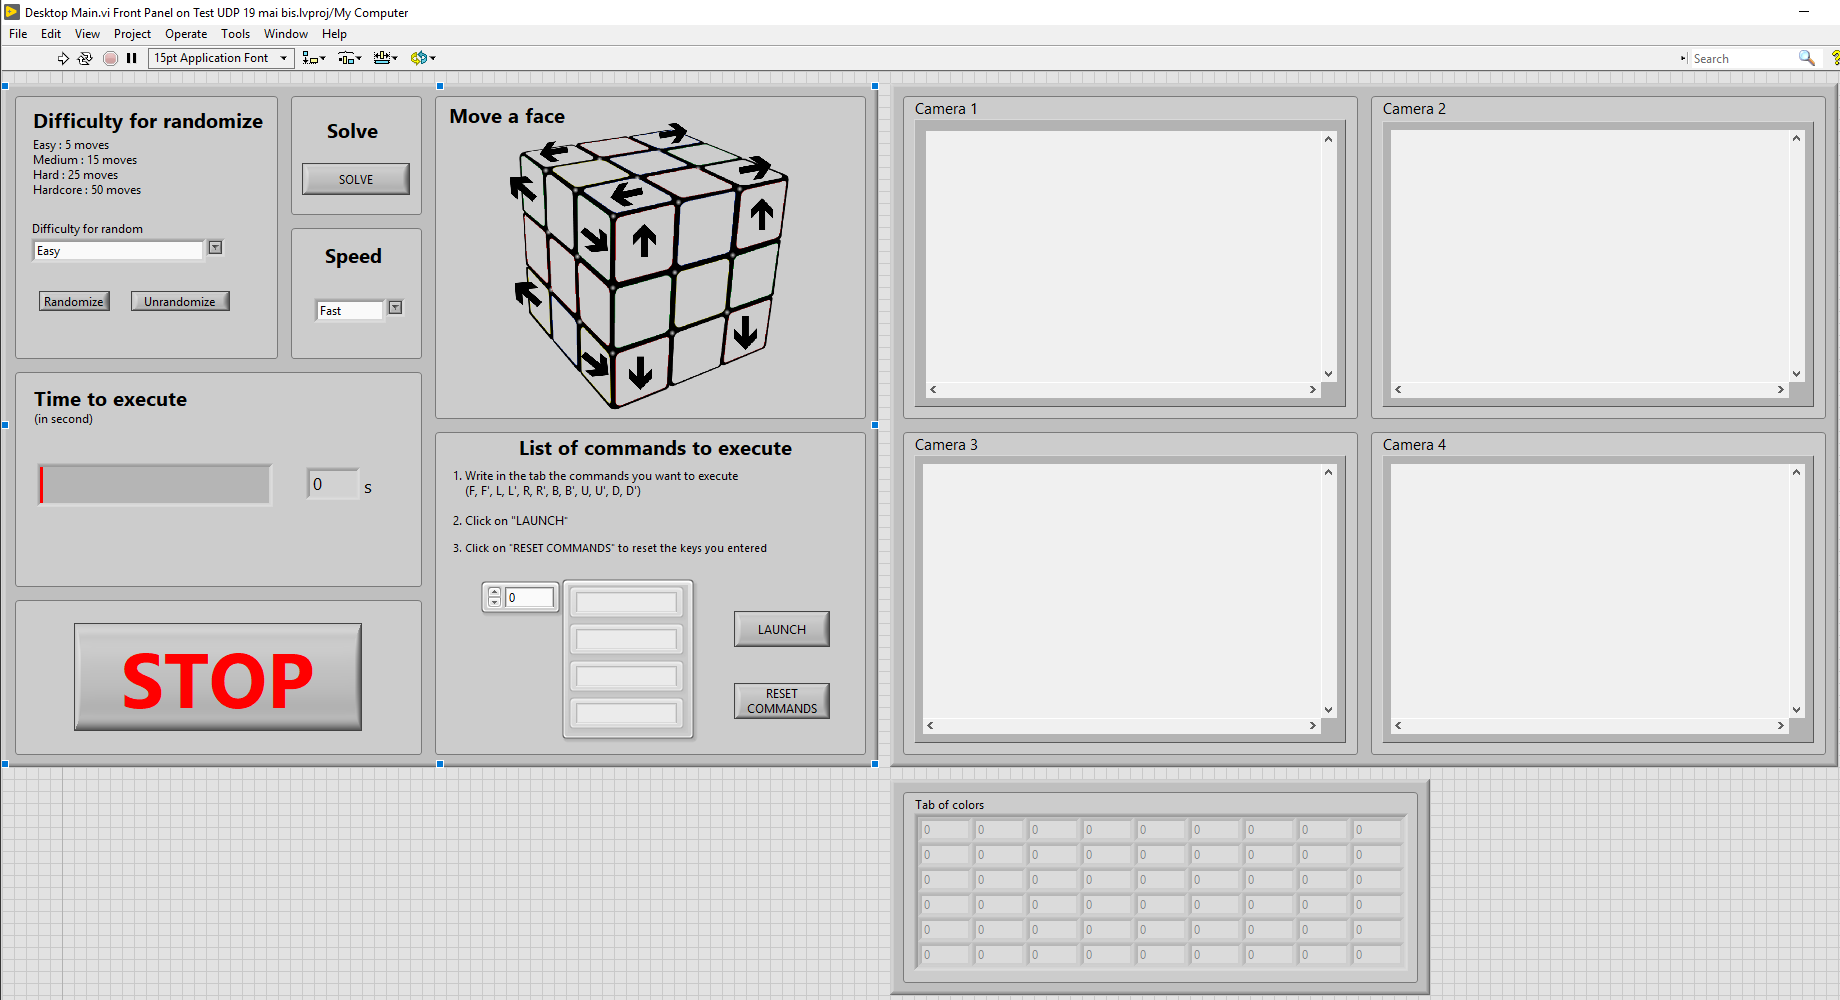 Desktop Main.vi Front Panel on Test UDP 19 mai bis.lvproj/My Computer
File Edit View Project Operate Tools Window Help
15pt Application Font
Search
Difficulty for randomize
Easy : 5 moves
Medium : 15 moves
Hard : 25 moves
Hardcore : 50 moves
Difficulty for random
Easy
Randomize Unrandomize
Solve
SOLVE
Speed
Fast
Move a face
Time to execute
(in second)
0 s
STOP
List of commands to execute
1. Write in the tab the commands you want to execute
(F, F', L, L', R, R', B, B', U, U', D, D')
2. Click on "LAUNCH"
3. Click on "RESET COMMANDS" to reset the keys you entered
0
LAUNCH
RESET
COMMANDS
Camera 1
Camera 2
Camera 3
Camera 4
Tab of colors
0 0 0 0 0 0 0 0 0
0 0 0 0 0 0 0 0 0
0 0 0 0 0 0 0 0 0
0 0 0 0 0 0 0 0 0
0 0 0 0 0 0 0 0 0
0 0 0 0 0 0 0 0 0